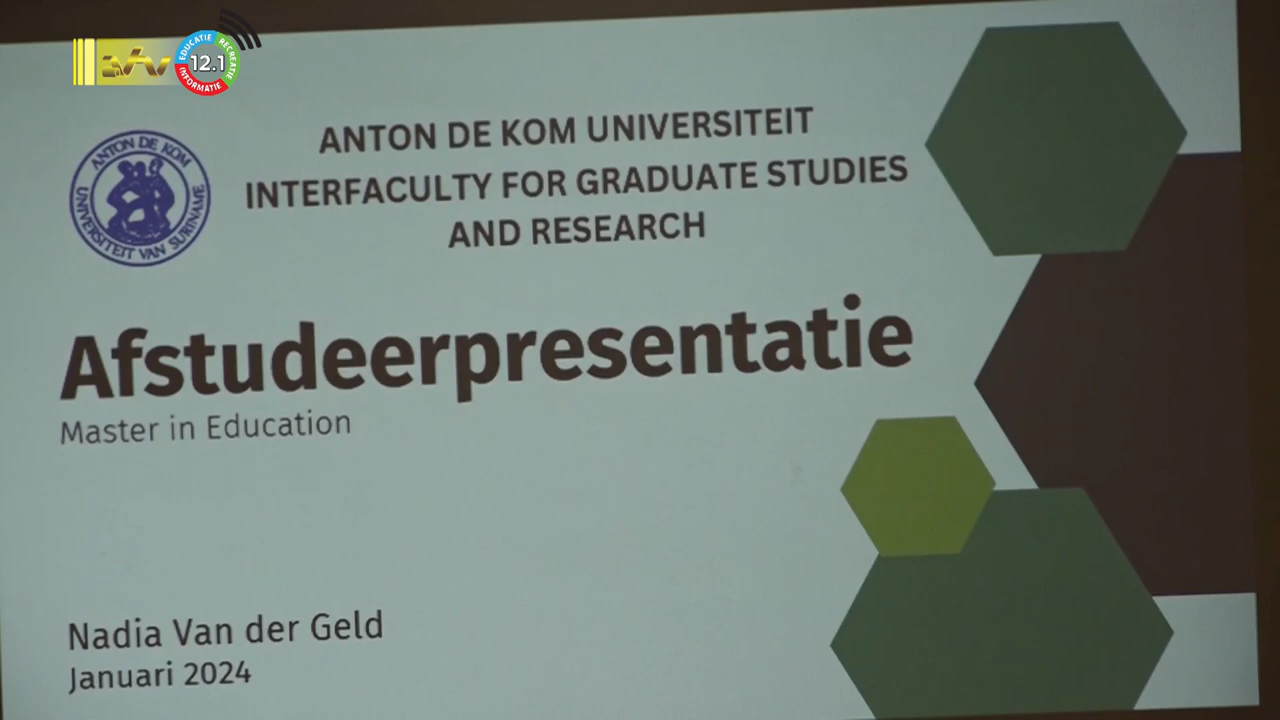 EDUCATIE
RECREATIE
INFORMATIE
12.1
ANTON DE KOM
UNIVERSITEIT VAN SURINAME
ANTON DE KOM UNIVERSITEIT
INTERFACULTY FOR GRADUATE STUDIES
AND RESEARCH
Afstudeerpresentatie
Master in Education
Nadia Van der Geld
Januari 2024